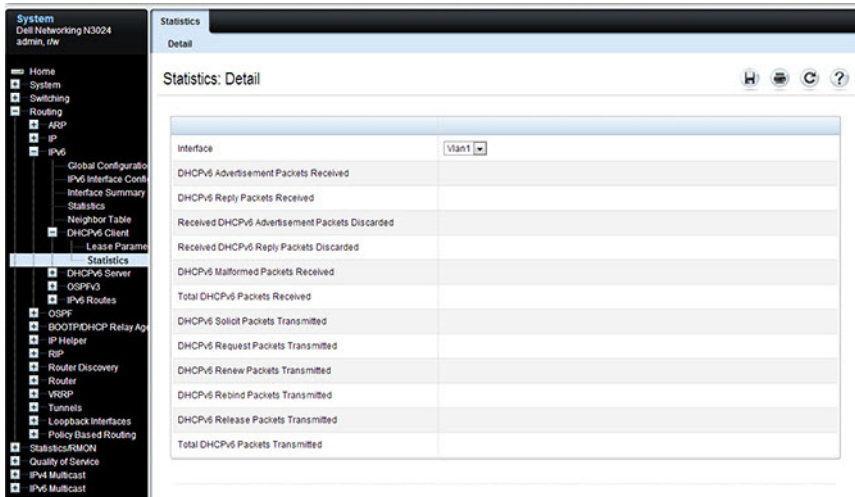 System
Dell Networking N3024
admin, r/w
Home
System
Switching
Routing
ARP
IP
IPv6
Global Configuratio
IPv6 Interface Confi
Interface Summary
Statistics
Neighbor Table
DHCPv6 Client
Lease Parame
Statistics
DHCPv6 Server
OSPFv3
IPv6 Routes
OSPF
BOOTP/DHCP Relay Age
IP Helper
RIP
Router Discovery
Router
VRRP
Tunnels
Loopback Interfaces
Policy Based Routing
Statistics/RMON
Quality of Service
IPv4 Multicast
IPv6 Multicast
Statistics
Detail
Statistics: Detail
Interface Vlan1
DHCPv6 Advertisement Packets Received
DHCPv6 Reply Packets Received
Received DHCPv6 Advertisement Packets Discarded
Received DHCPv6 Reply Packets Discarded
DHCPv6 Malformed Packets Received
Total DHCPv6 Packets Received
DHCPv6 Solicit Packets Transmitted
DHCPv6 Request Packets Transmitted
DHCPv6 Renew Packets Transmitted
DHCPv6 Rebind Packets Transmitted
DHCPv6 Release Packets Transmitted
Total DHCPv6 Packets Transmitted